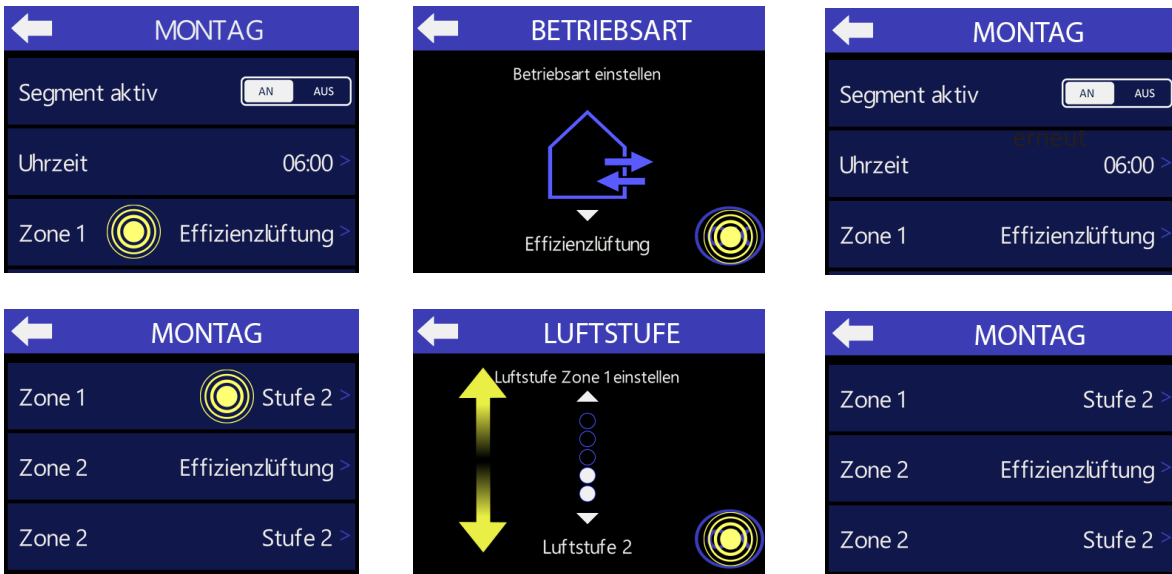 MONTAG
Segment aktiv AN AUS
Uhrzeit 06:00 >
Zone 1 Effizienzlüftung >
BETRIEBSART
Betriebsart einstellen
Effizienzlüftung
MONTAG
Segment aktiv AN AUS
erneut
Uhrzeit 06:00 >
Zone 1 Effizienzlüftung >
MONTAG
Zone 1 Stufe 2 >
Zone 2 Effizienzlüftung >
Zone 2 Stufe 2 >
LUFTSTUFE
Luftstufe Zone 1einstellen
Luftstufe 2
MONTAG
Zone 1 Stufe 2 >
Zone 2 Effizienzlüftung >
Zone 2 Stufe 2 >